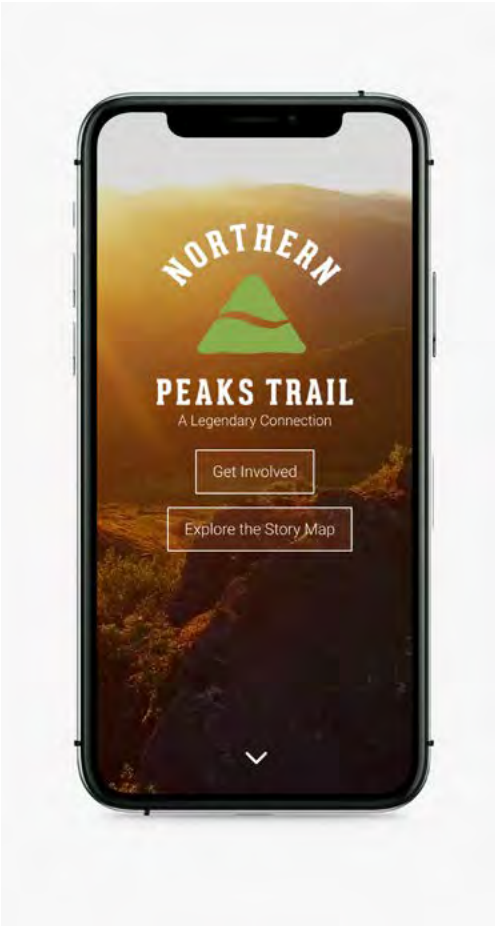 NORTHERN
PEAKS TRAIL
A Legendary Connection
Get Involved
Explore the Story Map